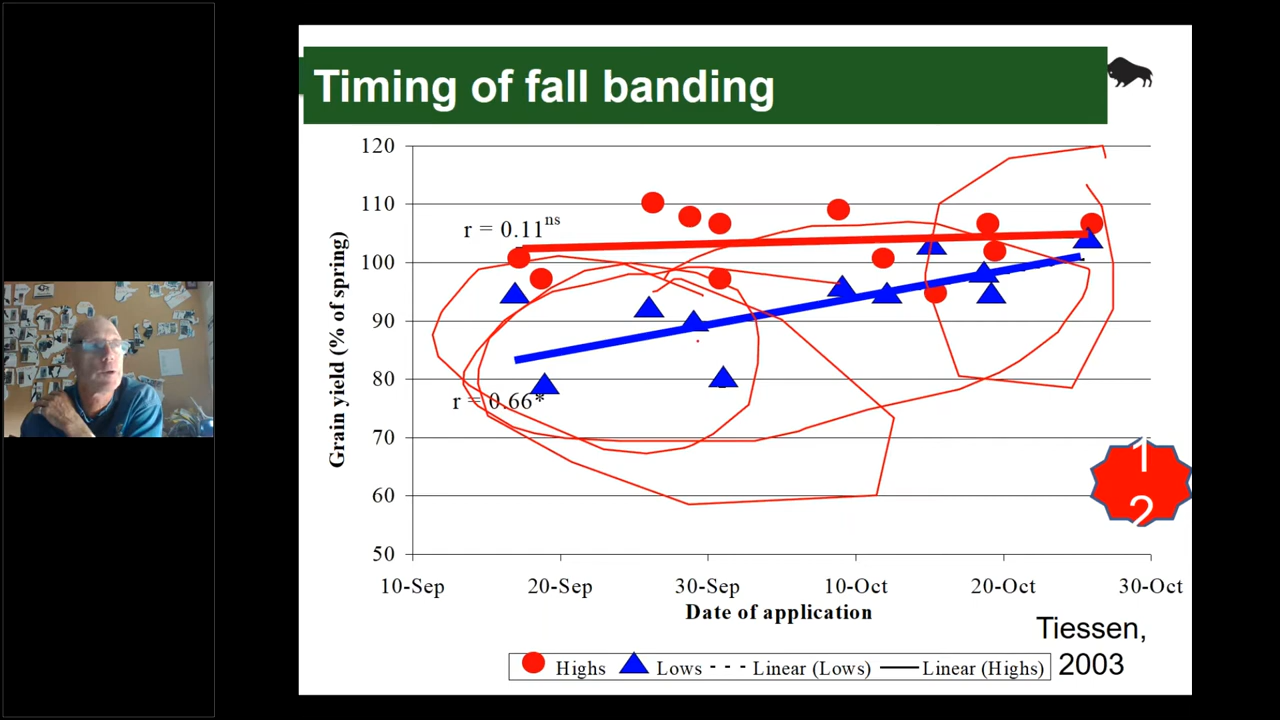 Timing of fall banding
120
110
100
90
80
70
60
50
Grain yield (% of spring)
r = 0.11ns
r = 0.66*
10-Sep 20-Sep 30-Sep 10-Oct 20-Oct 30-Oct
Date of application
Highs Lows Linear (Lows) Linear (Highs)
Tiessen,
2003
1
2